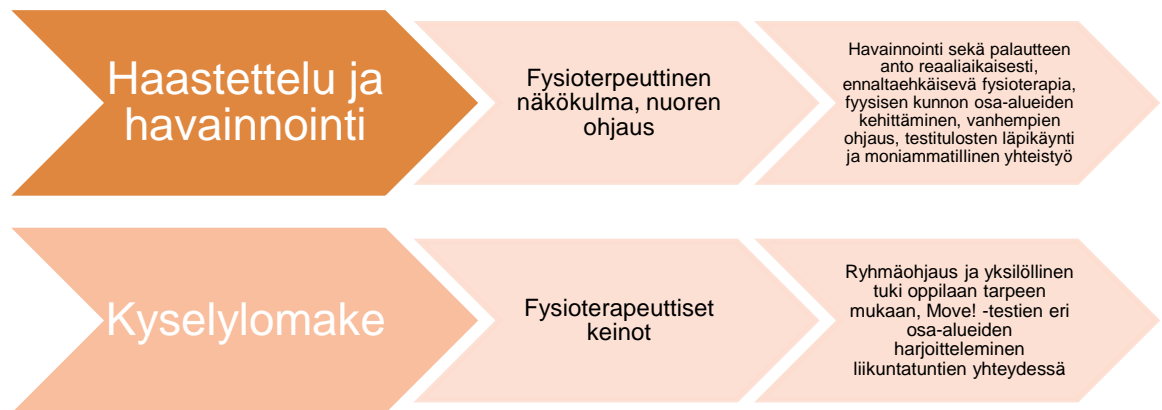 Haastettelu ja
havainnointi
Fysioterpeuttinen
näkökulma, nuoren
ohjaus
Havainnointi sekä palautteen
anto reaaliaikaisesti,
ennaltaehkäisevä fysioterapia,
fyysisen kunnon osa-alueiden
kehittäminen, vanhempien
ohjaus, testitulosten läpikäynti
ja moniammatillinen yhteistyö
Kyselylomake
Fysioterapeuttiset
keinot
Ryhmäohjaus ja yksilöllinen
tuki oppilaan tarpeen
mukaan, Move! -testien eri
osa-alueiden
harjoitteleminen
liikuntatuntien yhteydessä